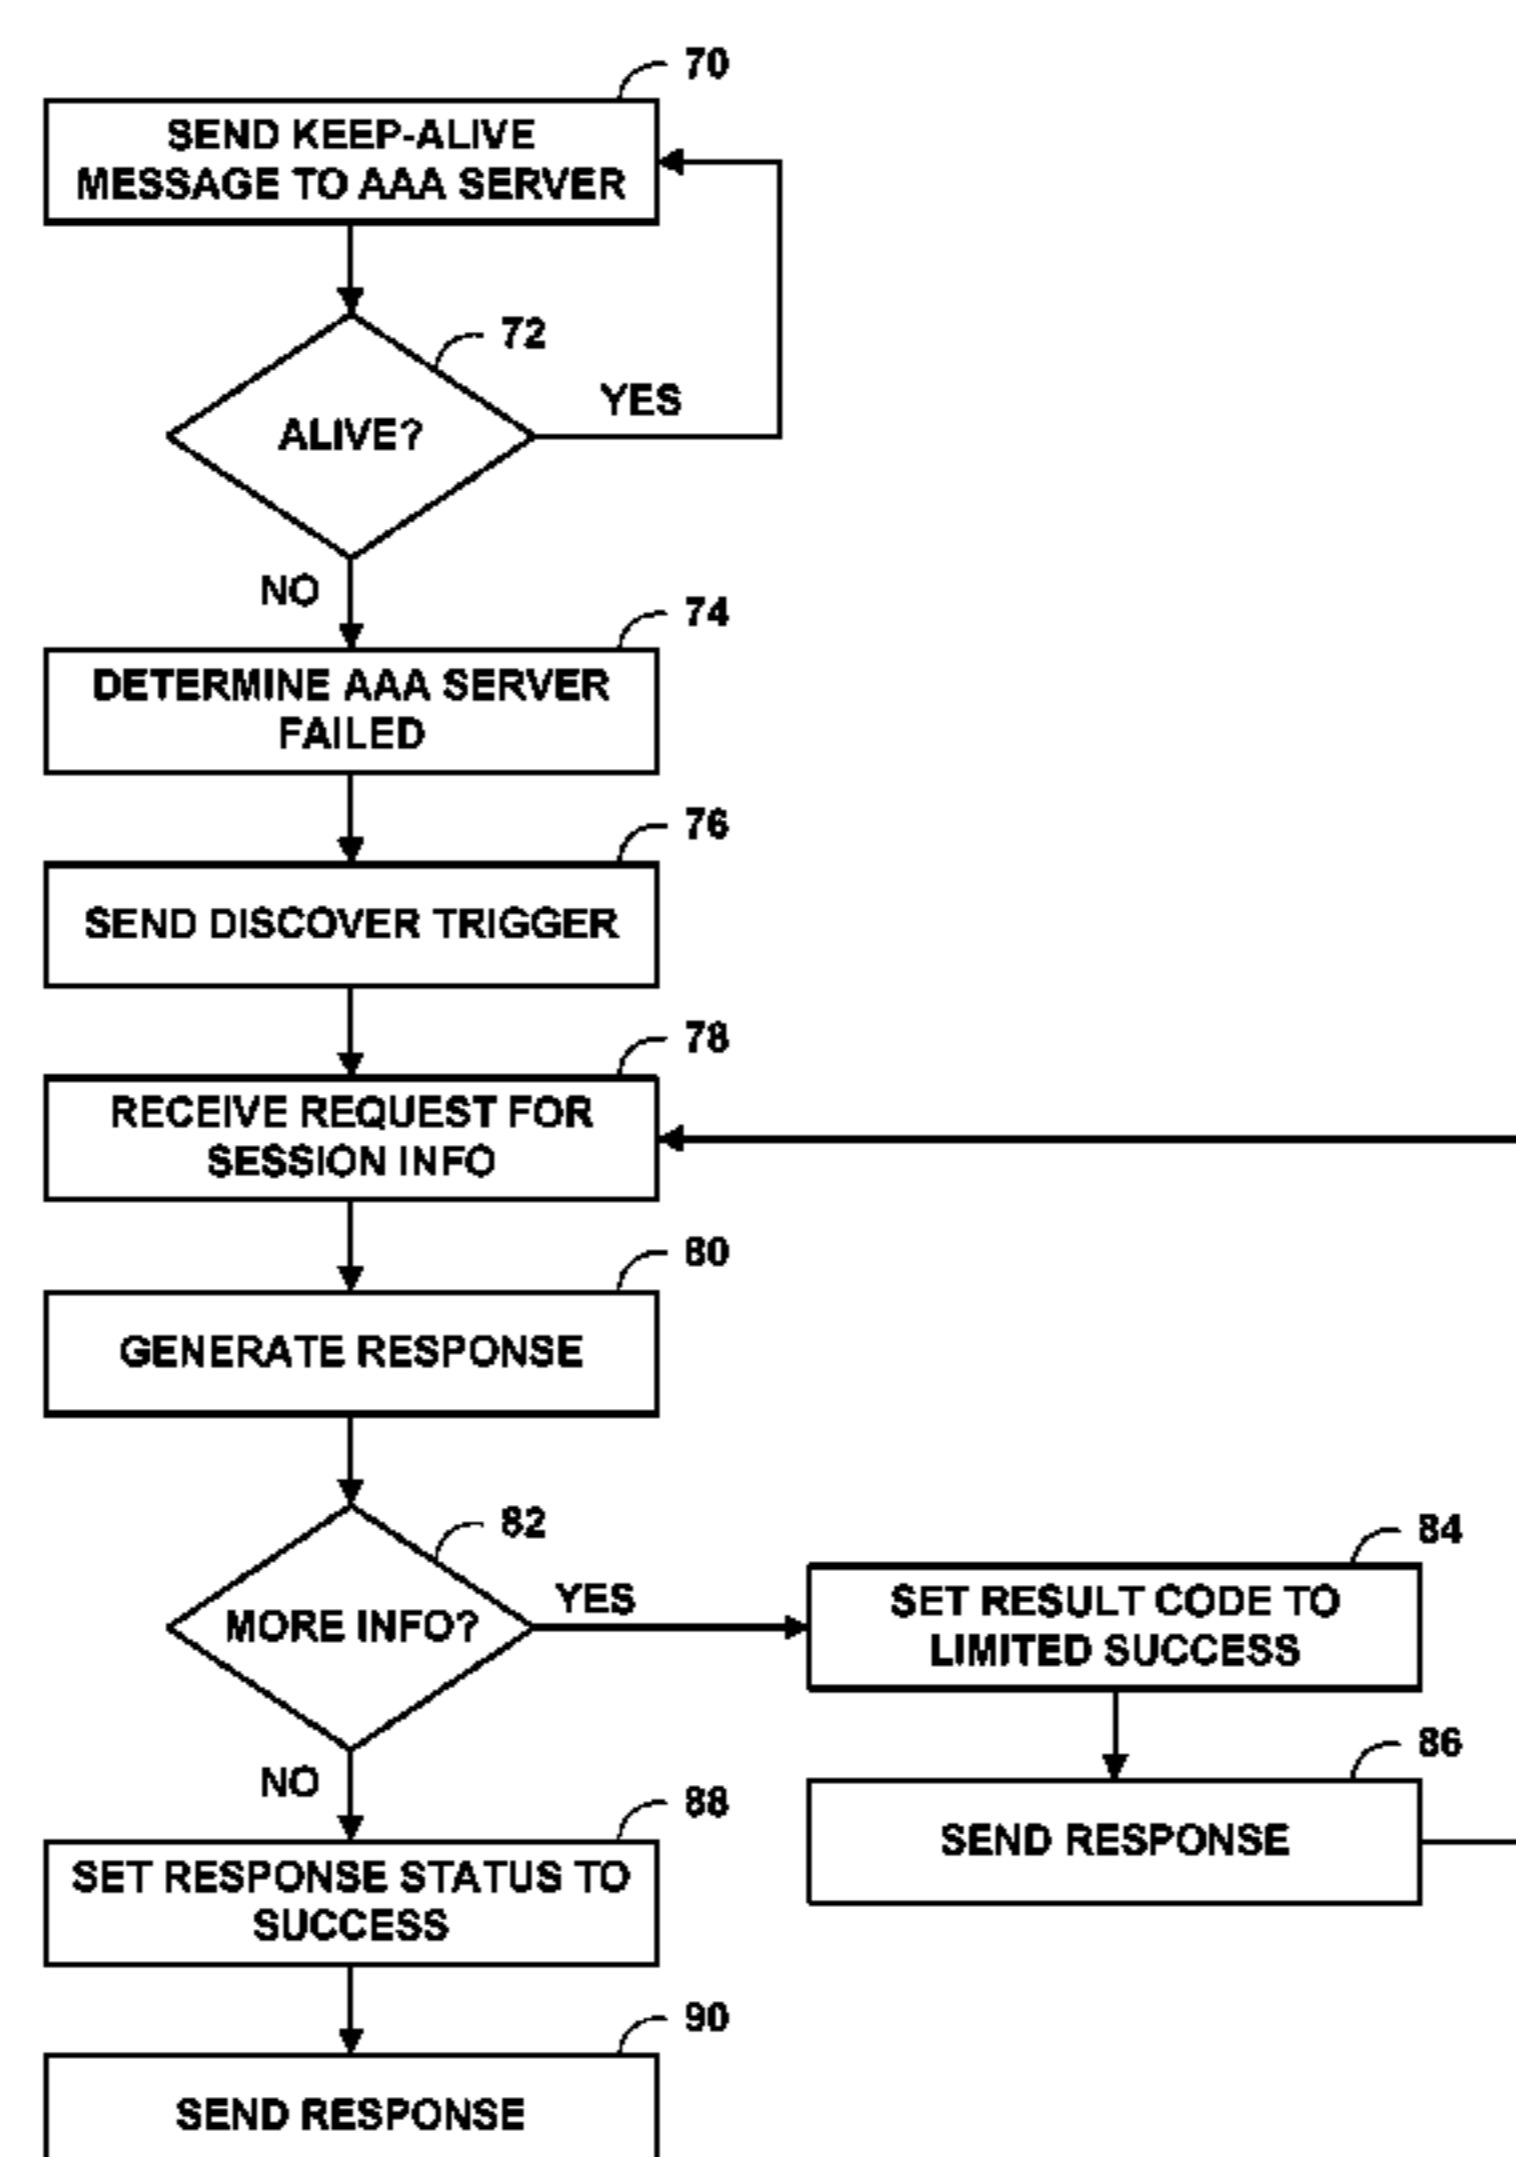 70
SEND KEEP-ALIVE
MESSAGE TO AAA SERVER
72
ALIVE?
YES
NO
74
DETERMINE AAA SERVER
FAILED
76
SEND DISCOVER TRIGGER
78
RECEIVE REQUEST FOR
SESSION INFO
80
GENERATE RESPONSE
82
MORE INFO?
YES
84
SET RESULT CODE TO
LIMITED SUCCESS
86
SEND RESPONSE
NO
88
SET RESPONSE STATUS TO
SUCCESS
90
SEND RESPONSE